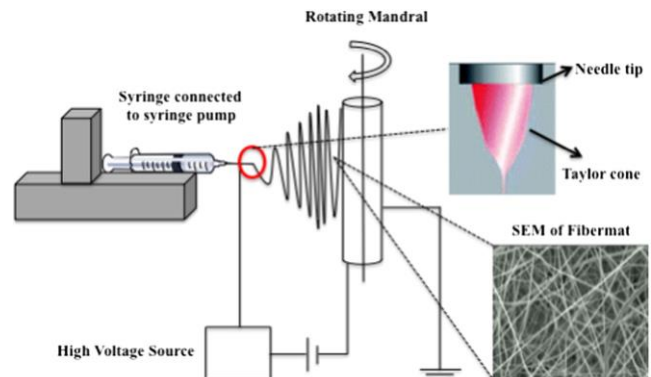 Rotating Mandral
Needle tip
Syringe connected
to syringe pump
Taylor cone
SEM of Fibermat
High Voltage Source